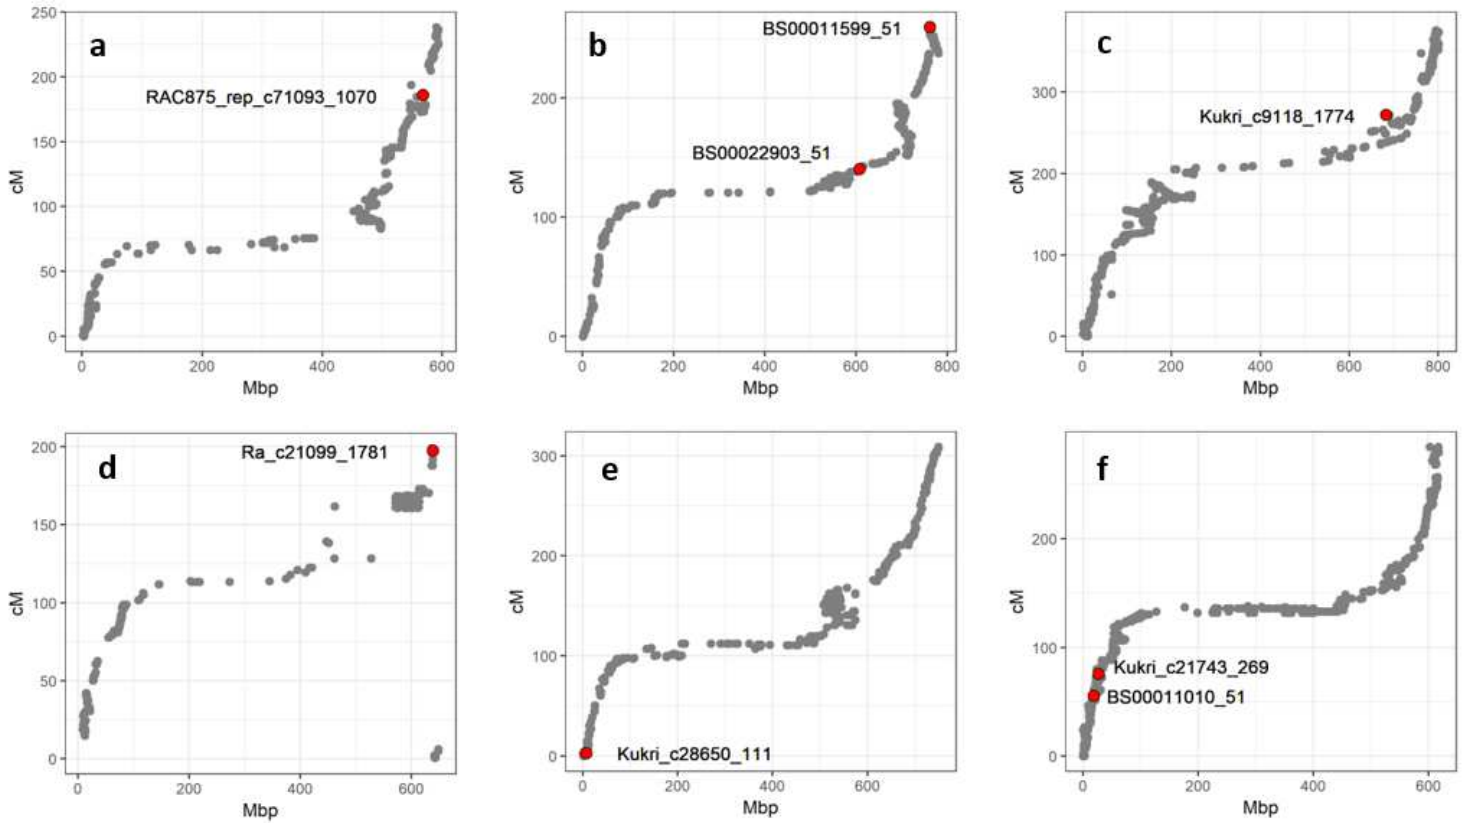 a
250
200
150
100
50
0
cM
RAC875_rep_c71093_1070
0 200 400 600
Mbp
b
200
100
0
cM
BS00011599_51
BS00022903_51
0 200 400 600 800
Mbp
c
300
200
100
0
cM
Kukri_c9118_1774
0 200 400 600 800
Mbp
d
200
150
100
50
0
cM
Ra_c21099_1781
0 200 400 600
Mbp
e
300
200
100
0
cM
Kukri_c28650_111
0 200 400 600
Mbp
f
200
100
0
cM
Kukri_c21743_269
BS00011010_51
0 200 400 600
Mbp